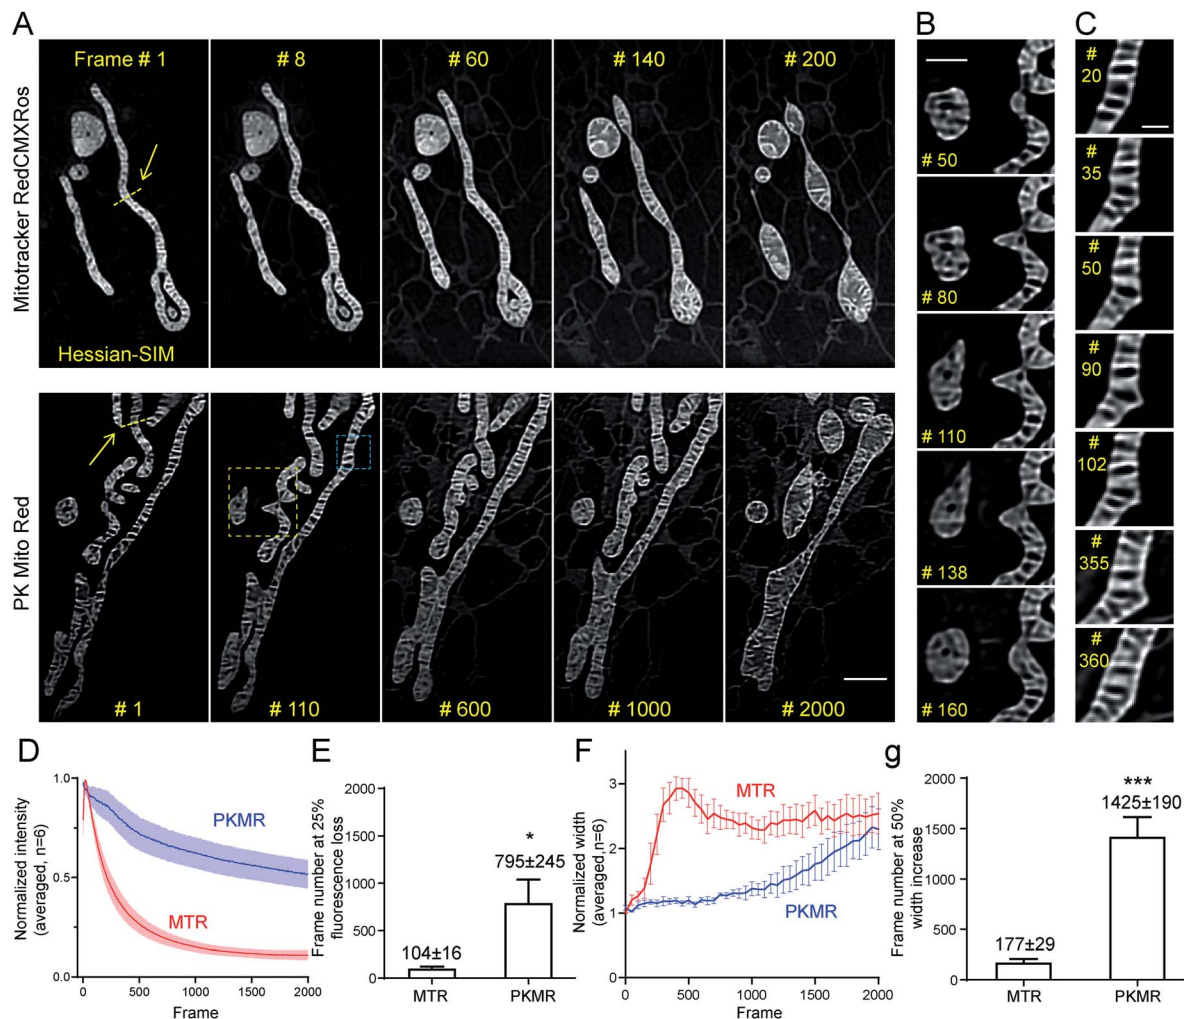 A
B
C
Frame # 1
# 8
# 60
# 140
# 200
Mitotracker RedCMXRos
Hessian-SIM
PK Mito Red
# 1
# 110
# 600
# 1000
# 2000
# 50
# 80
# 110
# 138
# 160
#
20
#
35
#
50
#
90
#
102
#
355
#
360
D
Normalized intensity
(averaged, n=6)
1.0
0.5
0.0
PKMR
MTR
0
500
1000
1500
2000
Frame
E
Frame number at 25%
fluorescence loss
2000
1500
1000
500
0
*
795±245
104±16
MTR
PKMR
F
Normalized width
(averaged,n=6)
3
2
1
0
MTR
PKMR
0
500
1000
1500
2000
Frame
g
Frame number at 50%
width increase
2000
1500
1000
500
0
***
1425±190
177±29
MTR
PKMR